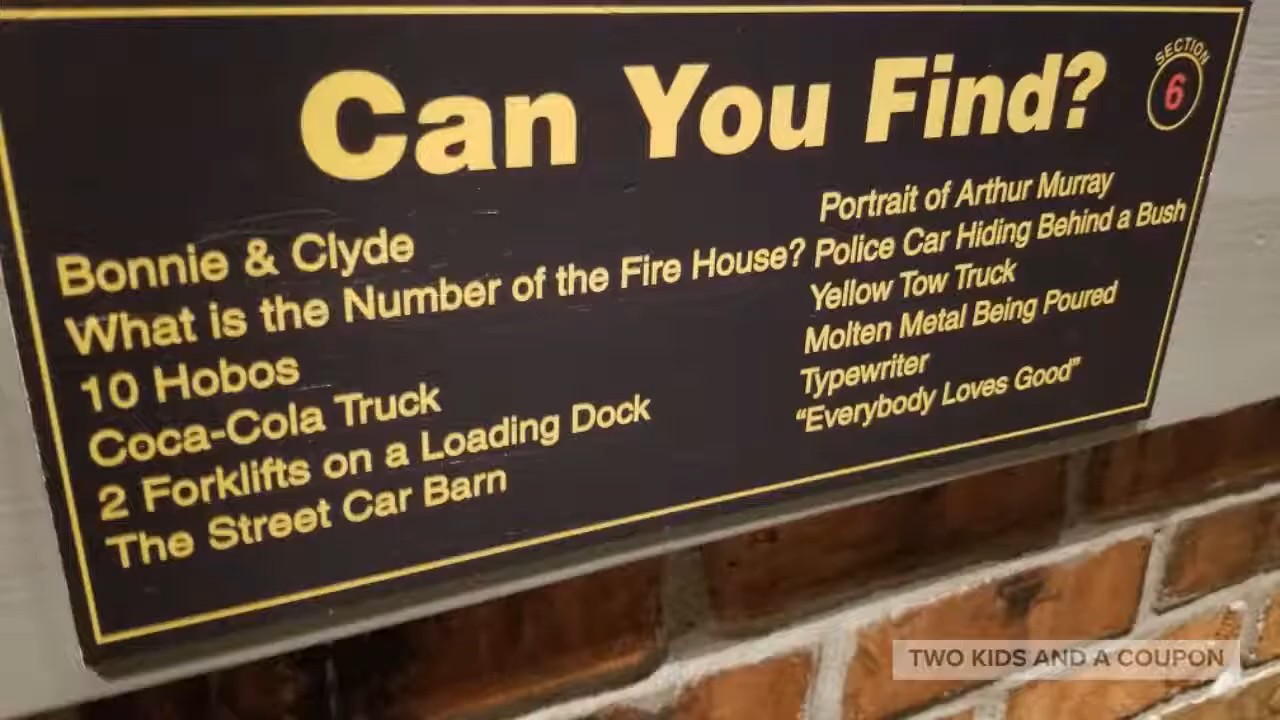 Can You Find?
SECTION
6
Bonnie & Clyde
What is the Number of the Fire House?
10 Hobos
Coca-Cola Truck
2 Forklifts on a Loading Dock
The Street Car Barn
Portrait of Arthur Murray
Police Car Hiding Behind a Bush
Yellow Tow Truck
Molten Metal Being Poured
Typewriter
“Everybody Loves Good”
TWO KIDS AND A COUPON